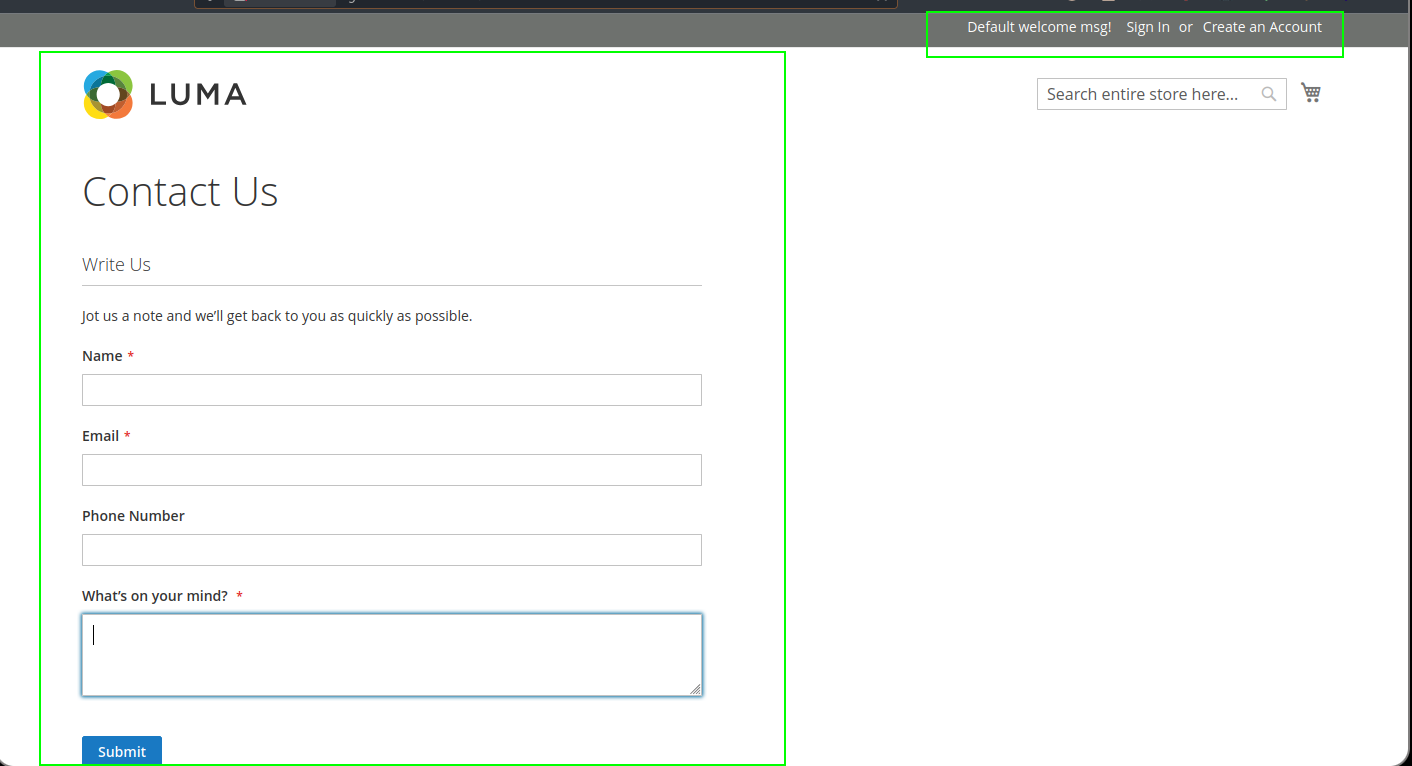 Default welcome msg! Sign In or Create an Account
LUMA
Search entire store here...
Contact Us
Write Us
Jot us a note and we’ll get back to you as quickly as possible.
Name *
Email *
Phone Number
What’s on your mind? *
Submit